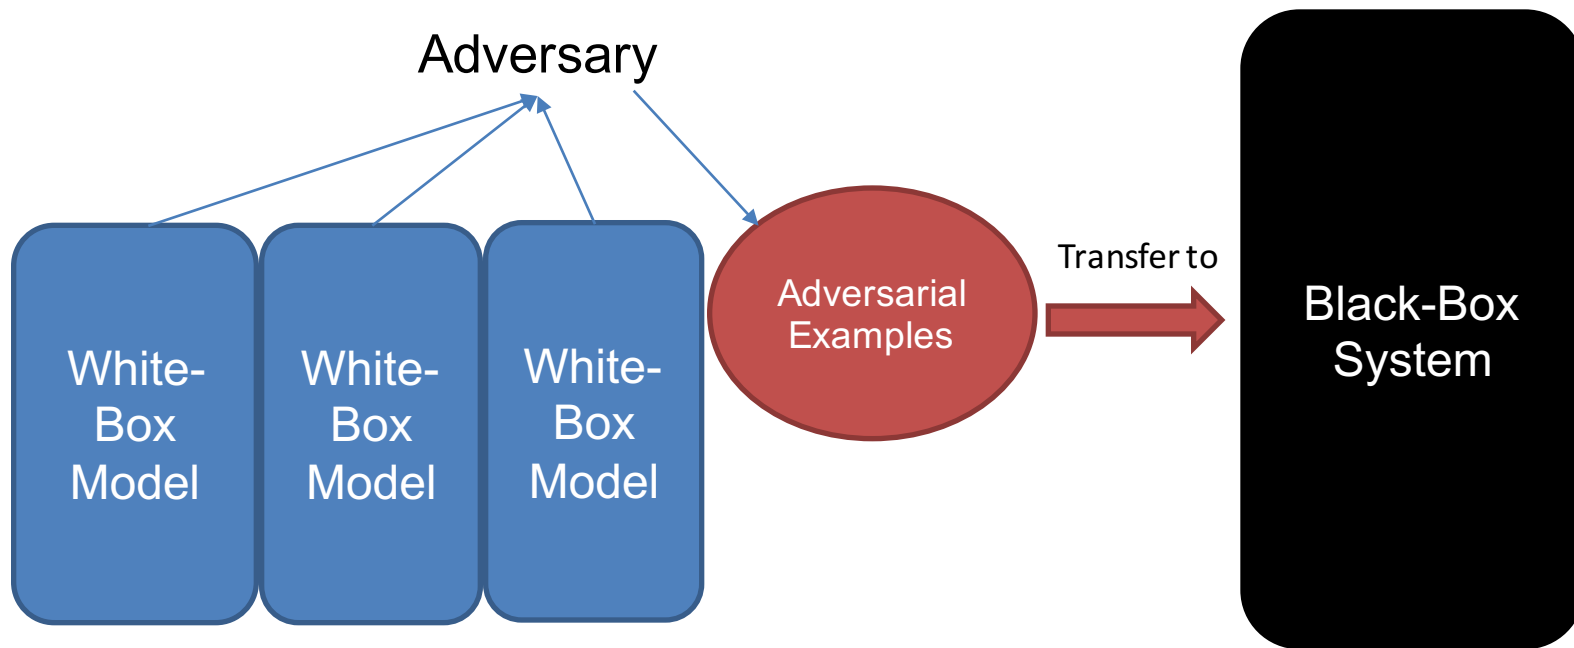 Adversary
White-
Box
Model
White-
Box
Model
White-
Box
Model
Adversarial
Examples
Transfer to
Black-Box
System